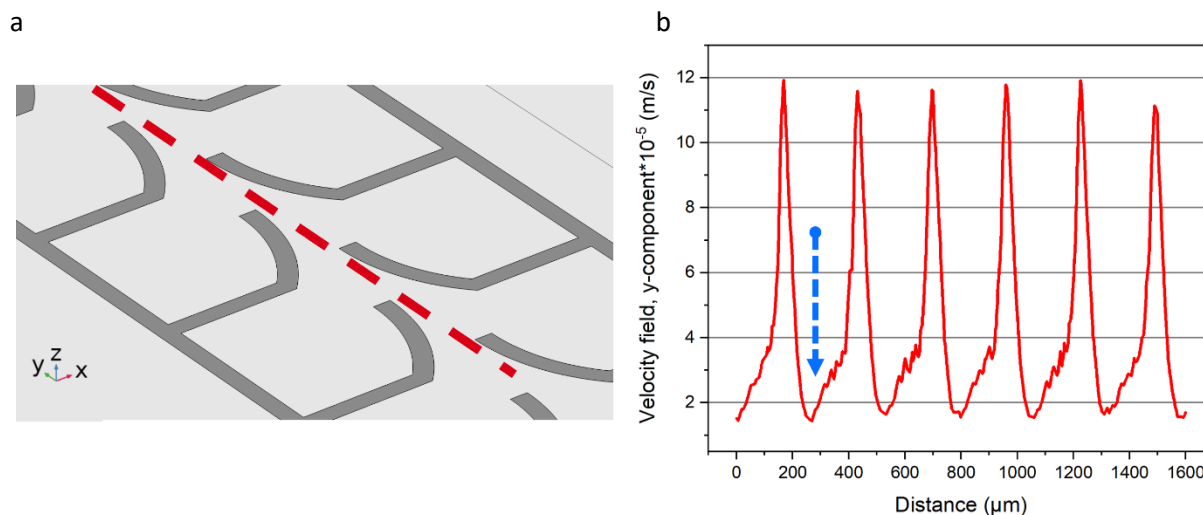 a
y z x
b
Velocity field, y-component*10⁻⁵ (m/s)
12
10
8
6
4
2
0 200 400 600 800 1000 1200 1400 1600
Distance (µm)